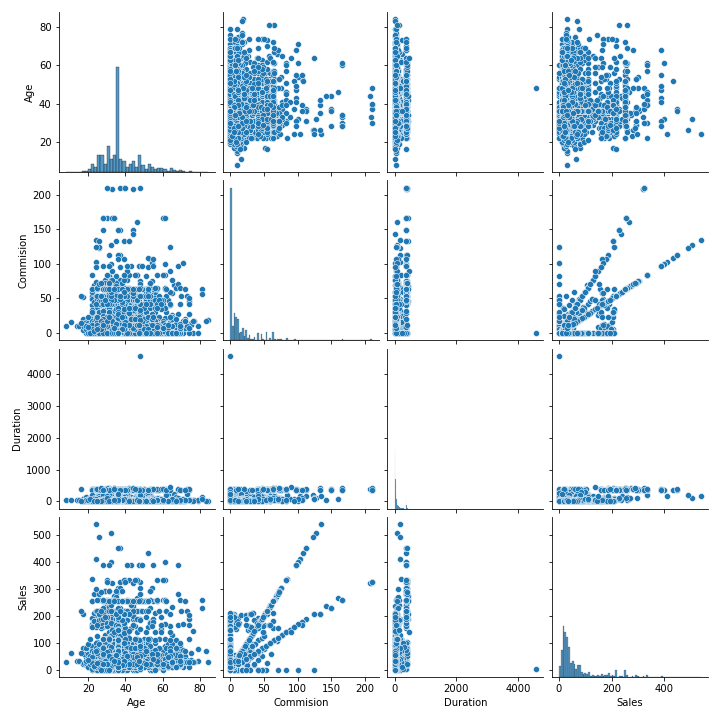 80
60
40
20
Age
200
150
100
50
0
Commision
4000
3000
2000
1000
0
Duration
500
400
300
200
100
0
Sales
20 40 60 80
Age
0 50 100 150 200
Commision
0 2000 4000
Duration
0 200 400
Sales